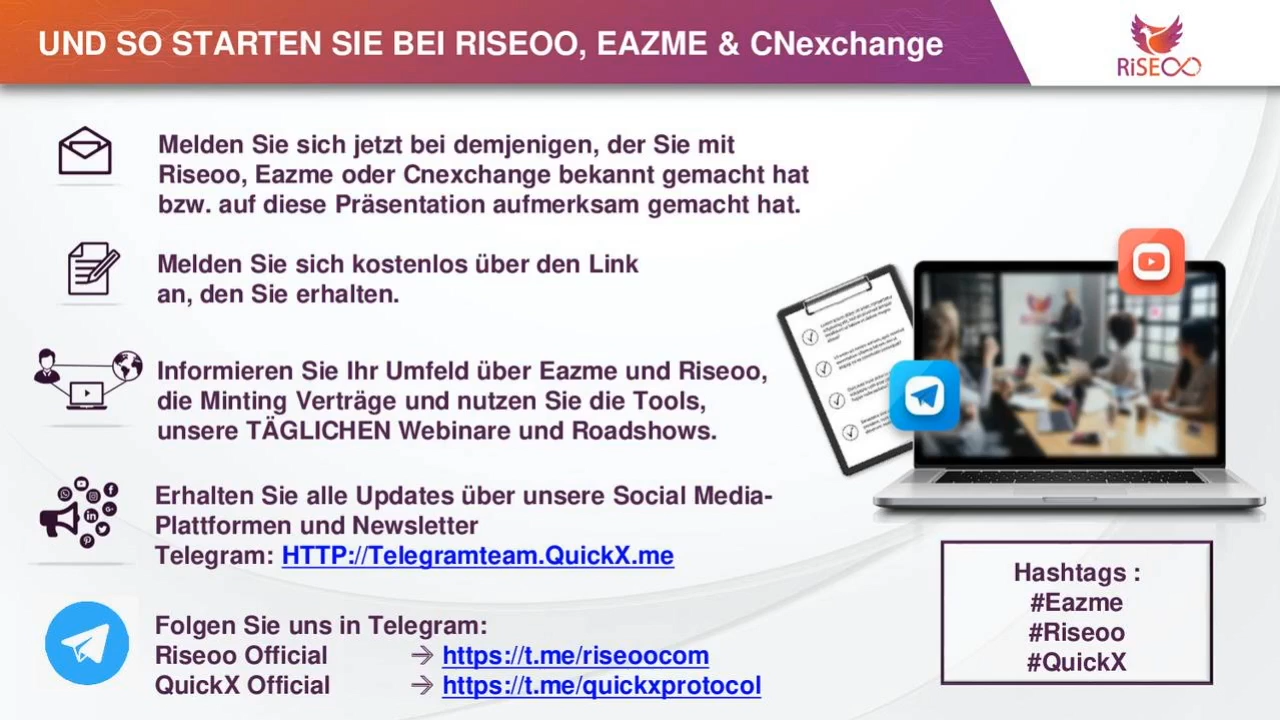 UND SO STARTEN SIE BEI RISEOO, EAZME & CNexchange
RiSEOO
Melden Sie sich jetzt bei demjenigen, der Sie mit
Riseoo, Eazme oder Cnexchange bekannt gemacht hat
bzw. auf diese Präsentation aufmerksam gemacht hat.
Melden Sie sich kostenlos über den Link
an, den Sie erhalten.
Informieren Sie Ihr Umfeld über Eazme und Riseoo,
die Minting Verträge und nutzen Sie die Tools,
unsere TÄGLICHEN Webinare und Roadshows.
Erhalten Sie alle Updates über unsere Social Media-
Plattformen und Newsletter
Telegram: HTTP://Telegramteam.QuickX.me
Folgen Sie uns in Telegram:
Riseoo Official → https://t.me/riseoocom
QuickX Official → https://t.me/quickxprotocol
Hashtags :
#Eazme
#Riseoo
#QuickX